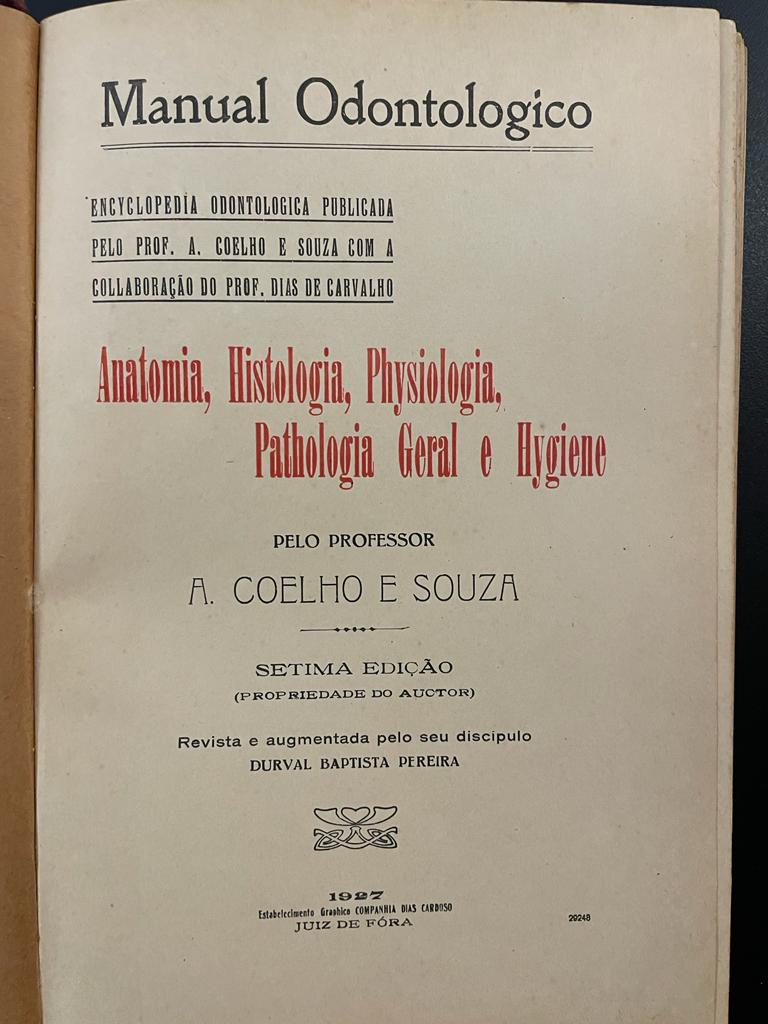 Manual Odontologico
ENCYCLOPEDIA ODONTOLOGICA PUBLICADA
PELO PROF. A. COELHO E SOUZA COM A
COLLABORAÇÃO DO PROF. DIAS DE CARVALHO
Anatomia, Histologia, Physiologia,
Pathologia Geral e Hygiene
PELO PROFESSOR
A. COELHO E SOUZA
SETIMA EDIÇÃO
(PROPRIEDADE DO AUCTOR)
Revista e augmentada pelo seu discipulo
DURVAL BAPTISTA PEREIRA
1927
Estabelecimento Graphico COMPANHIA DIAS CARDOSO
JUIZ DE FÓRA
29248